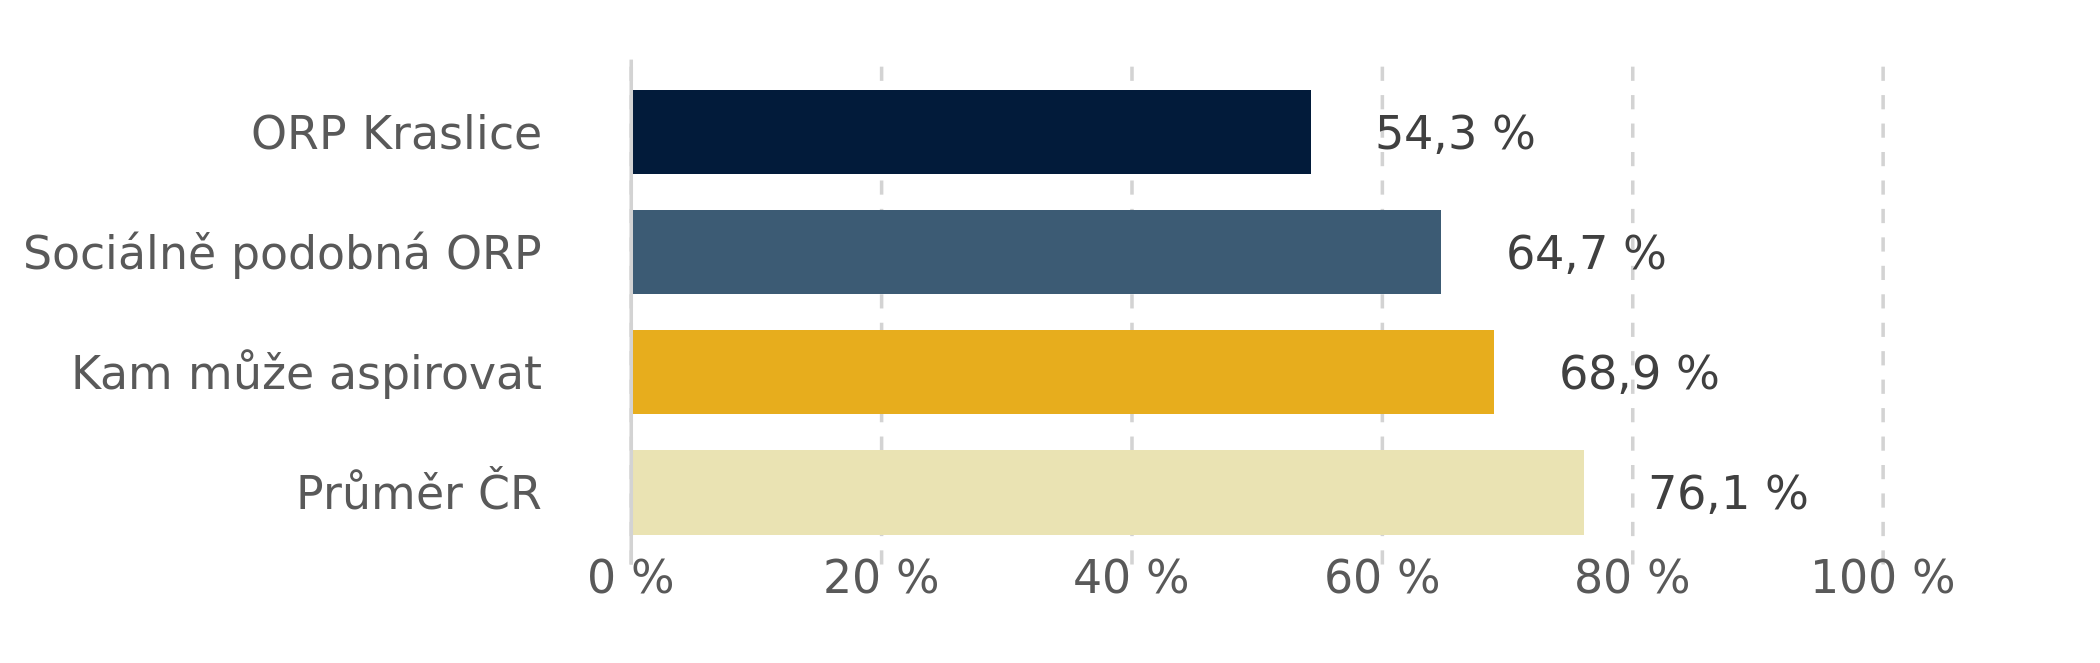 ORP Kraslice 54,3 %
Sociálně podobná ORP 64,7 %
Kam může aspirovat 68,9 %
Průměr ČR 76,1 %
0 % 20 % 40 % 60 % 80 % 100 %